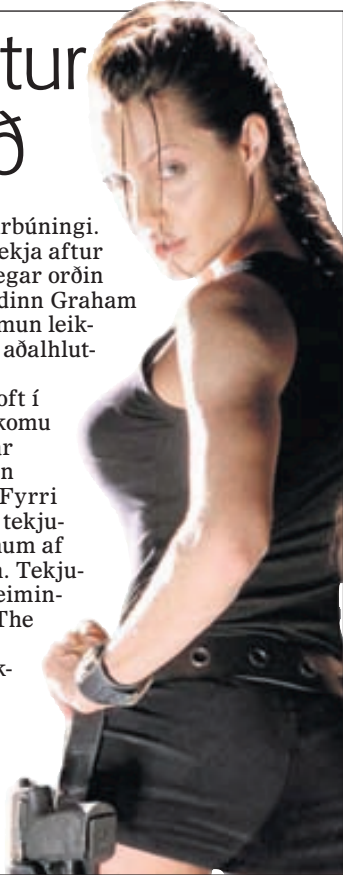 tur
ð
rbúningi.
ekja aftur
egar orðin
dinn Graham
mun leik-
aðalhlut-
oft í
komu
ar
n
Fyrri
tekju-
num af
n. Tekju-
eimin-
The
k-